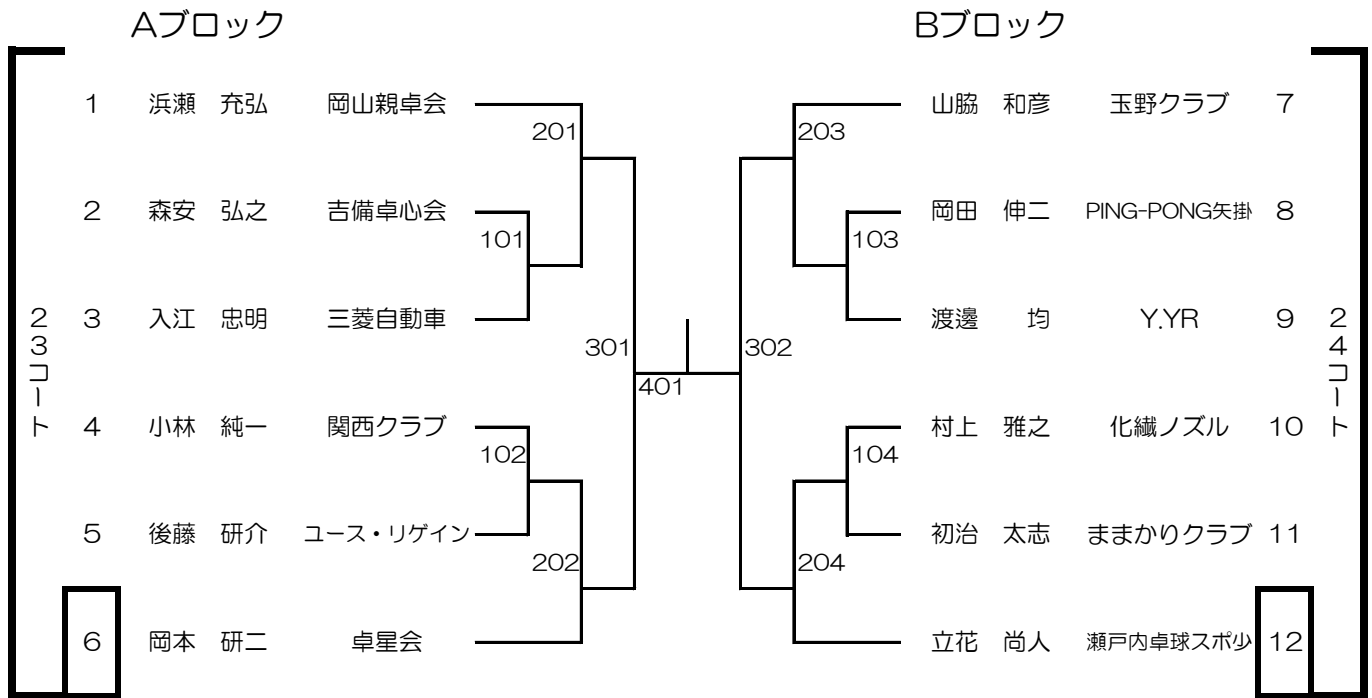 Aブロック
Bブロック
1 浜瀬 充弘 岡山親卓会
201
203
山脇 和彦 玉野クラブ 7
2 森安 弘之 吉備卓心会
101
103
岡田 伸二 PING-PONG矢掛 8
3 入江 忠明 三菱自動車
渡邊 均 Y.YR 9
23コート
24コート
301
302
401
4 小林 純一 関西クラブ
102
104
村上 雅之 化繊ノズル 10
5 後藤 研介 ユース・リゲイン
202
204
初治 太志 ままかりクラブ 11
6 岡本 研二 卓星会
立花 尚人 瀬戸内卓球スポ少 12